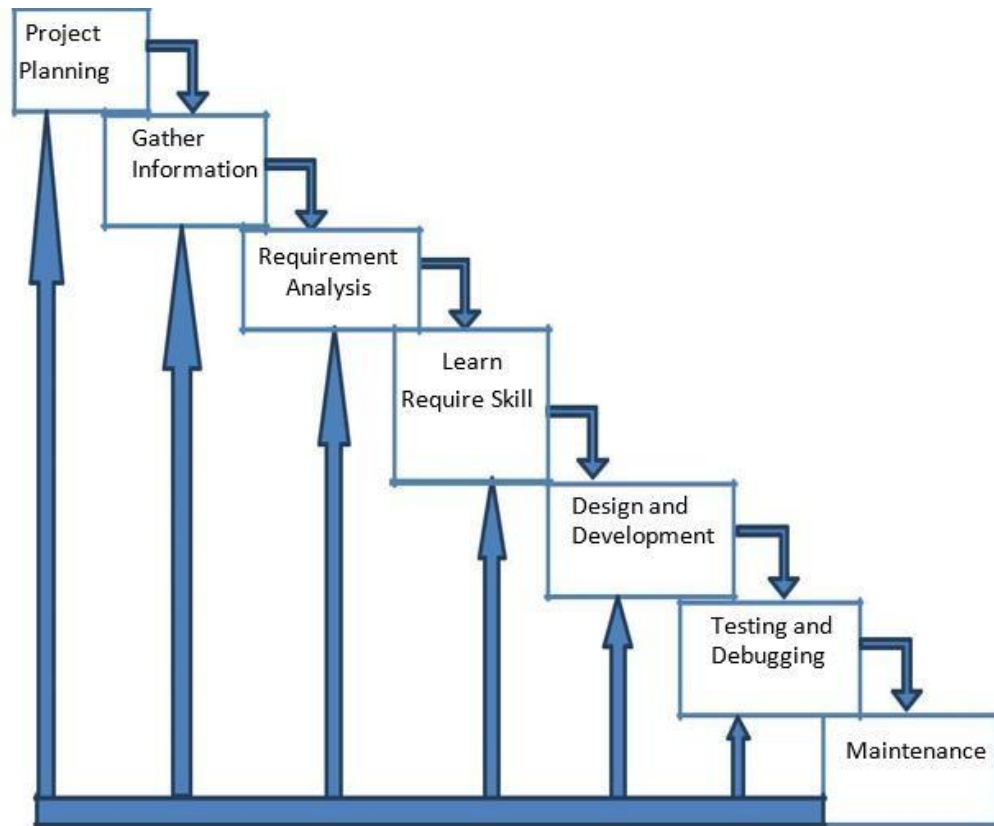 Project
Planning
Gather
Information
Requirement
Analysis
Learn
Require Skill
Design and
Development
Testing and
Debugging
Maintenance